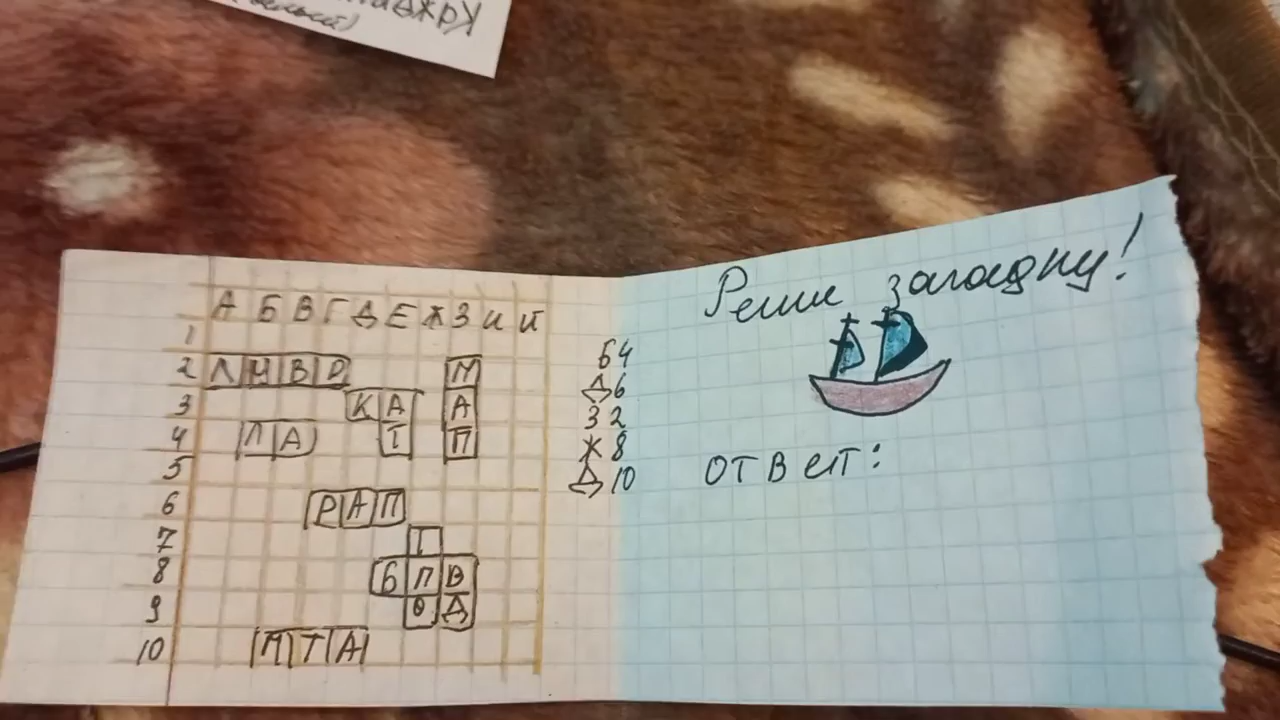 А Б В Г Д Е Ж З И Й
1
2 Л Н В О М
3 К А А
4 Л А Т П
5
6 Р А П
7 Г
8 Б П В
9 О Д
10 П Т А
Б4
Д6
З2
Ж8
Д10
Реши загадку!
ответ: